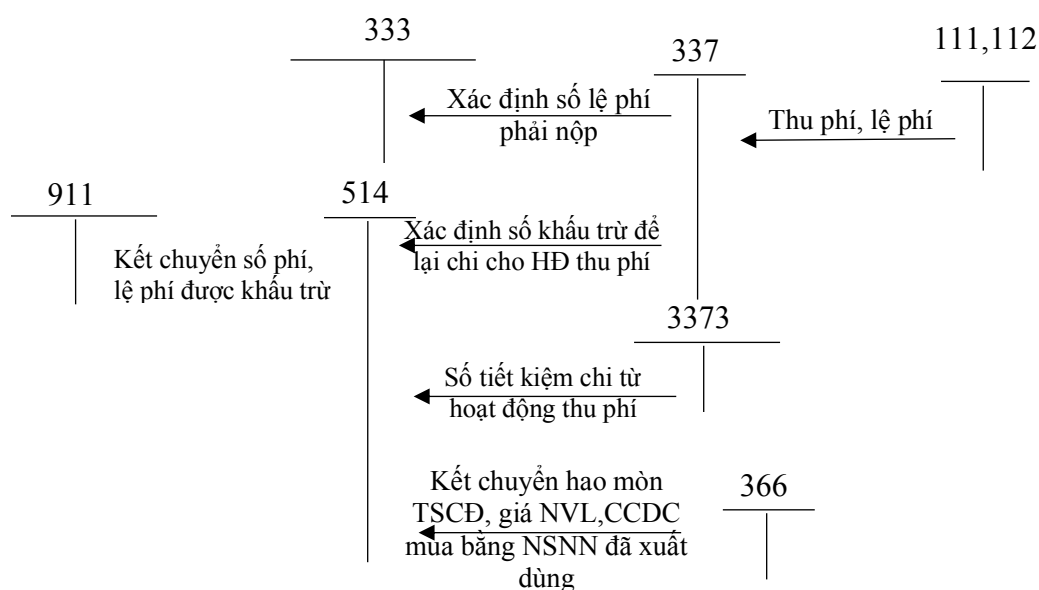 333
337
111,112
Xác định số lệ phí
phải nộp
Thu phí, lệ phí
911
514
Xác định số khấu trừ để
lại chi cho HĐ thu phí
Kết chuyển số phí,
lệ phí được khấu trừ
3373
Số tiết kiệm chi từ
hoạt động thu phí
Kết chuyển hao mòn
TSCĐ, giá NVL,CCDC
mua bằng NSNN đã xuất
dùng
366